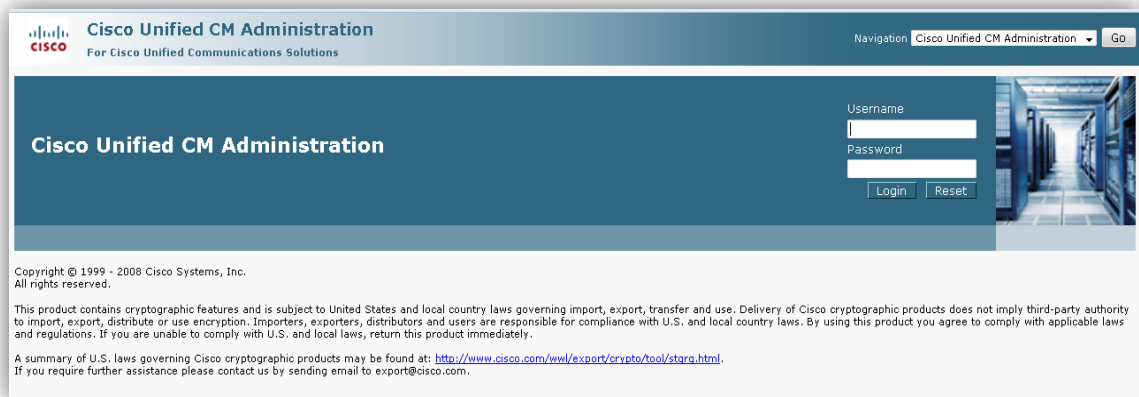 CISCO
Cisco Unified CM Administration
For Cisco Unified Communications Solutions
Navigation Cisco Unified CM Administration Go
Cisco Unified CM Administration
Username
Password
Login Reset
Copyright © 1999 - 2008 Cisco Systems, Inc.
All rights reserved.
This product contains cryptographic features and is subject to United States and local country laws governing import, export, transfer and use. Delivery of Cisco cryptographic products does not imply third-party authority
to import, export, distribute or use encryption. Importers, exporters, distributors and users are responsible for compliance with U.S. and local country laws. By using this product you agree to comply with applicable laws
and regulations. If you are unable to comply with U.S. and local laws, return this product immediately.
A summary of U.S. laws governing Cisco cryptographic products may be found at: http://www.cisco.com/wwl/export/crypto/tool/stqrg.html.
If you require further assistance please contact us by sending email to export@cisco.com.